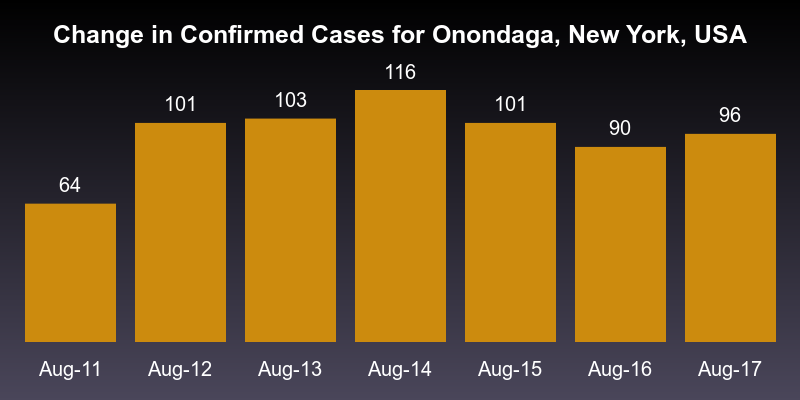 Change in Confirmed Cases for Onondaga, New York, USA
64 101 103 116 101 90 96
Aug-11 Aug-12 Aug-13 Aug-14 Aug-15 Aug-16 Aug-17